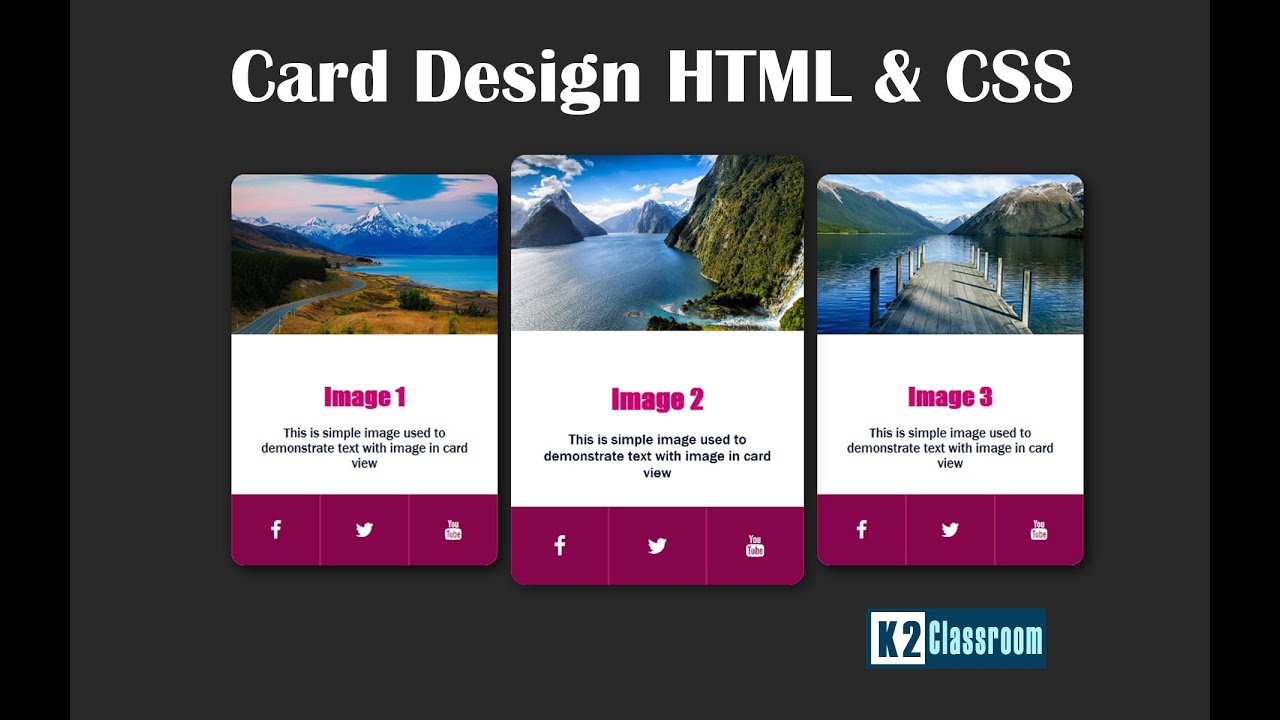 Card Design HTML & CSS
Image 1
This is simple image used to
demonstrate text with image in card
view
Image 2
This is simple image used to
demonstrate text with image in card
view
Image 3
This is simple image used to
demonstrate text with image in card
view
You
Tube
You
Tube
You
Tube
K2 Classroom